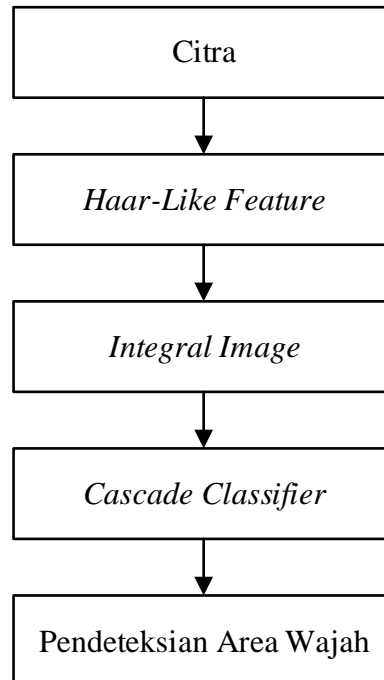 Citra
Haar-Like Feature
Integral Image
Cascade Classifier
Pendeteksian Area Wajah